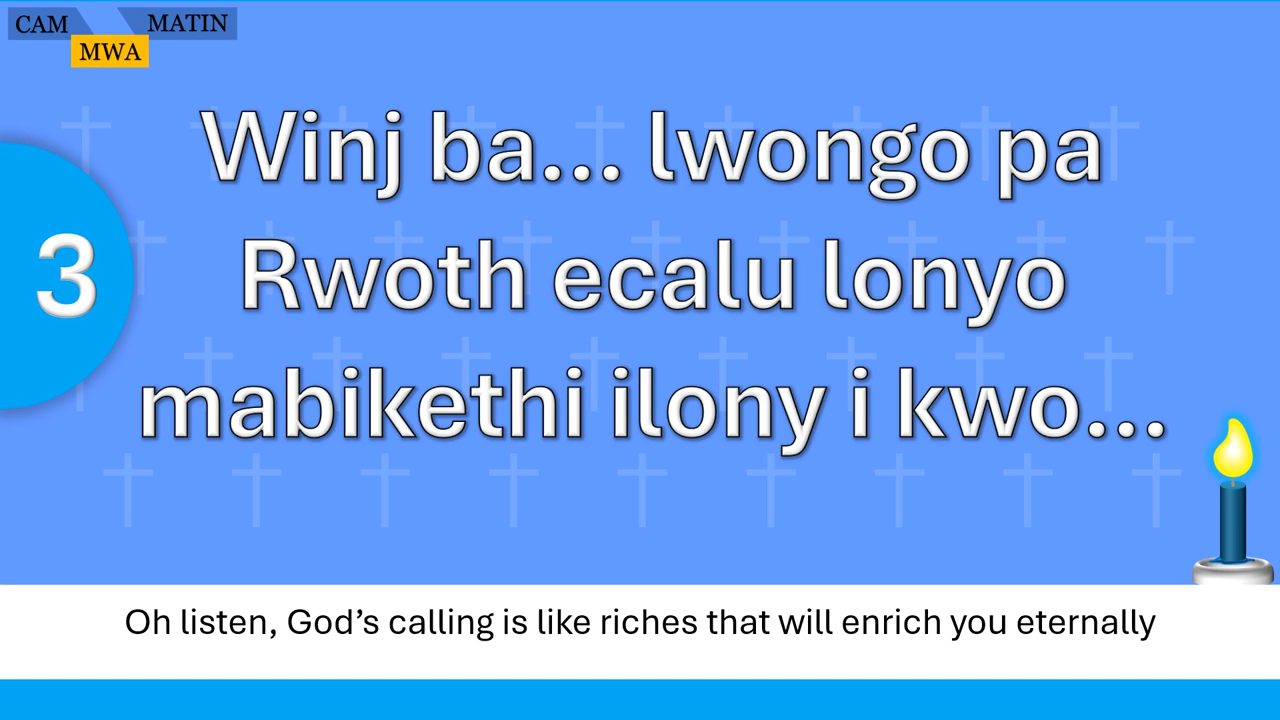 CAM MATIN
MWA
3
Winj ba... lwongo pa
Rwoth ecalu lonyo
mabikethi ilony i kwo...
Oh listen, God’s calling is like riches that will enrich you eternally